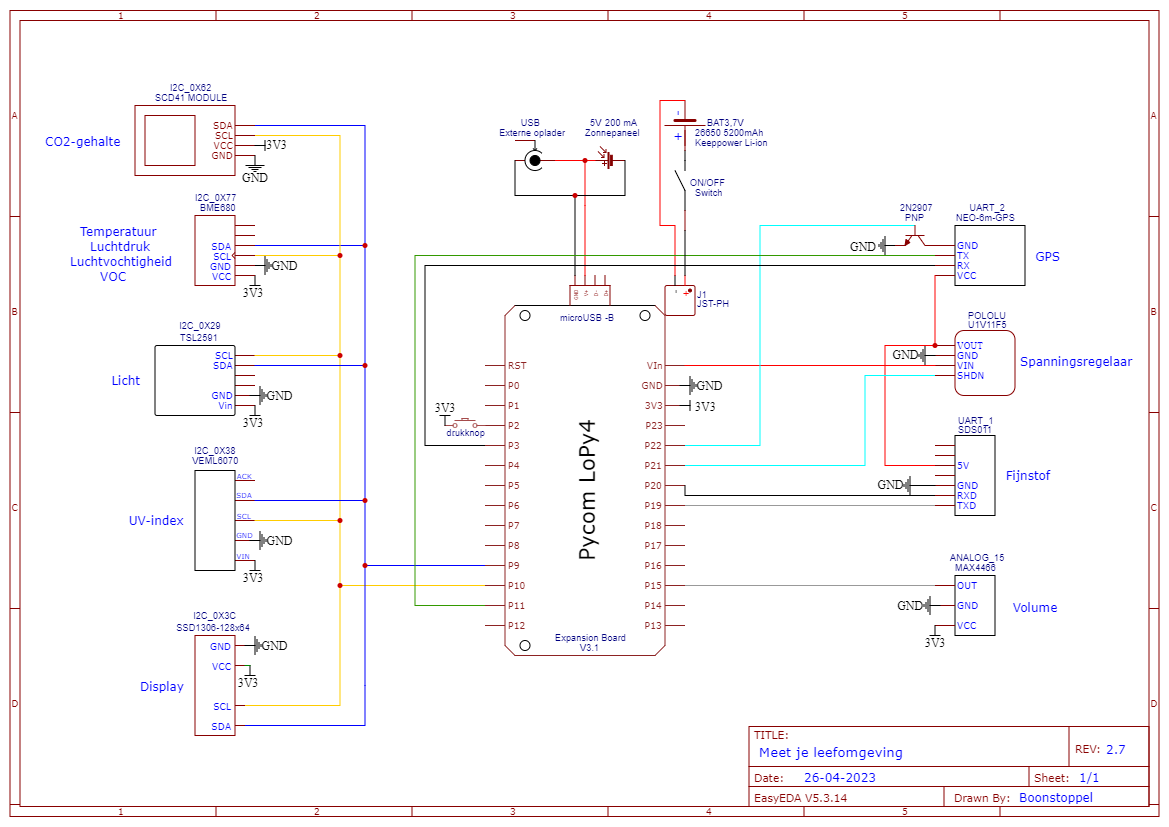 1 2 3 4 5
A
B
C
D
A
B
C
D
I2C_0X62
SCD41 MODULE
CO2-gehalte
SDA
SCL
VCC
GND
3V3
GND
I2C_0X77
BME680
Temperatuur
Luchtdruk
Luchtvochtigheid
VOC
SDA
SCL
GND
VCC
GND
3V3
I2C_0X29
TSL2591
Licht
SCL
SDA
GND
Vin
GND
3V3
I2C_0X38
VEML6070
UV-index
ACK
SDA
SCL
GND
VIN
GND
3V3
I2C_0X3C
SSD1306-128x64
Display
GND
VCC
SCL
SDA
GND
3V3
USB
Externe oplader
5V 200 mA
Zonnepaneel
-
+
BAT3,7V
26650 5200mAh
Keeppower Li-ion
ON/OFF
Switch
GND
V+
D-
D+
microUSB -B
- +
J1
JST-PH
3V3
drukknop
RST
P0
P1
P2
P3
P4
P5
P6
P7
P8
P9
P10
P11
P12
Pycom LoPy4
Expansion Board
V3.1
VIn
GND
3V3
P23
P22
P21
P20
P19
P18
P17
P16
P15
P14
P13
GND
3V3
2N2907
PNP
GND
UART_2
NEO-6m-GPS
GND
TX
RX
VCC
GPS
POLOLU
U1V11F5
GND
VOUT
GND
VIN
SHDN
Spanningsregelaar
UART_1
SDS011
GND
5V
GND
RXD
TXD
Fijnstof
ANALOG_15
MAX4466
OUT
GND
VCC
GND
3V3
Volume
TITLE:
Meet je leefomgeving
REV: 2.7
Date: 26-04-2023
Sheet: 1/1
EasyEDA V5.3.14
Drawn By: Boonstoppel
1 2 3 4 5